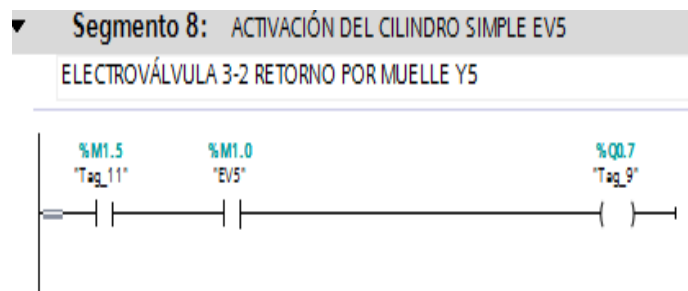 Segmento 8: ACTIVACIÓN DEL CILINDRO SIMPLE EV5
ELECTROVÁLVULA 3-2 RETORNO POR MUELLE Y5
%M1.5 %M1.0 %Q0.7
"Tag_11" "EV5" "Tag_9"